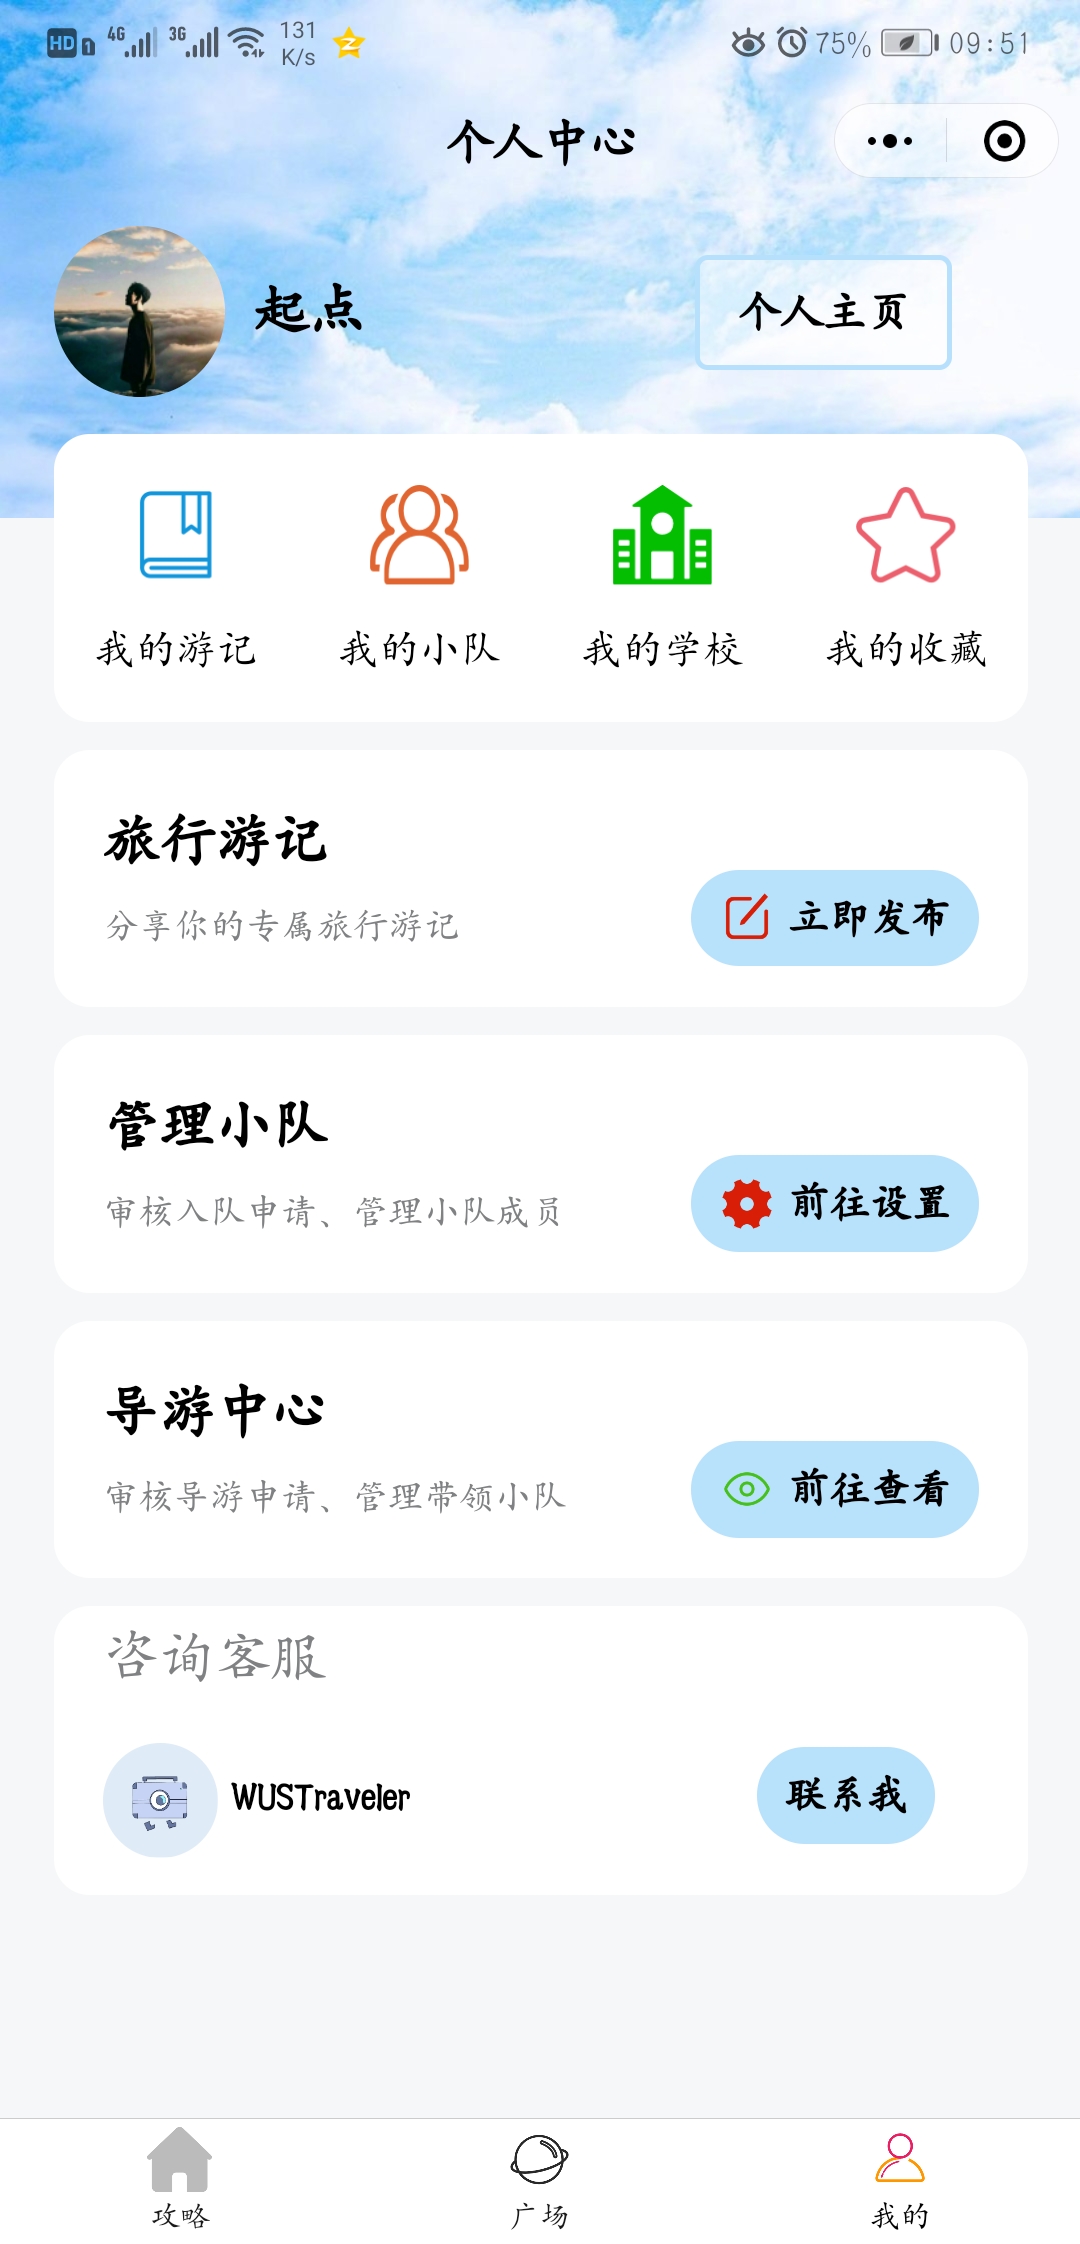 HD 1 4G 3G 131 K/s 75% 09:51
个人中心
起点
个人主页
我的游记 我的小队 我的学校 我的收藏
旅行游记
分享你的专属旅行游记
立即发布
管理小队
审核入队申请、管理小队成员
前往设置
导游中心
审核导游申请、管理带领小队
前往查看
咨询客服
WUSTraveler
联系我
攻略 广场 我的